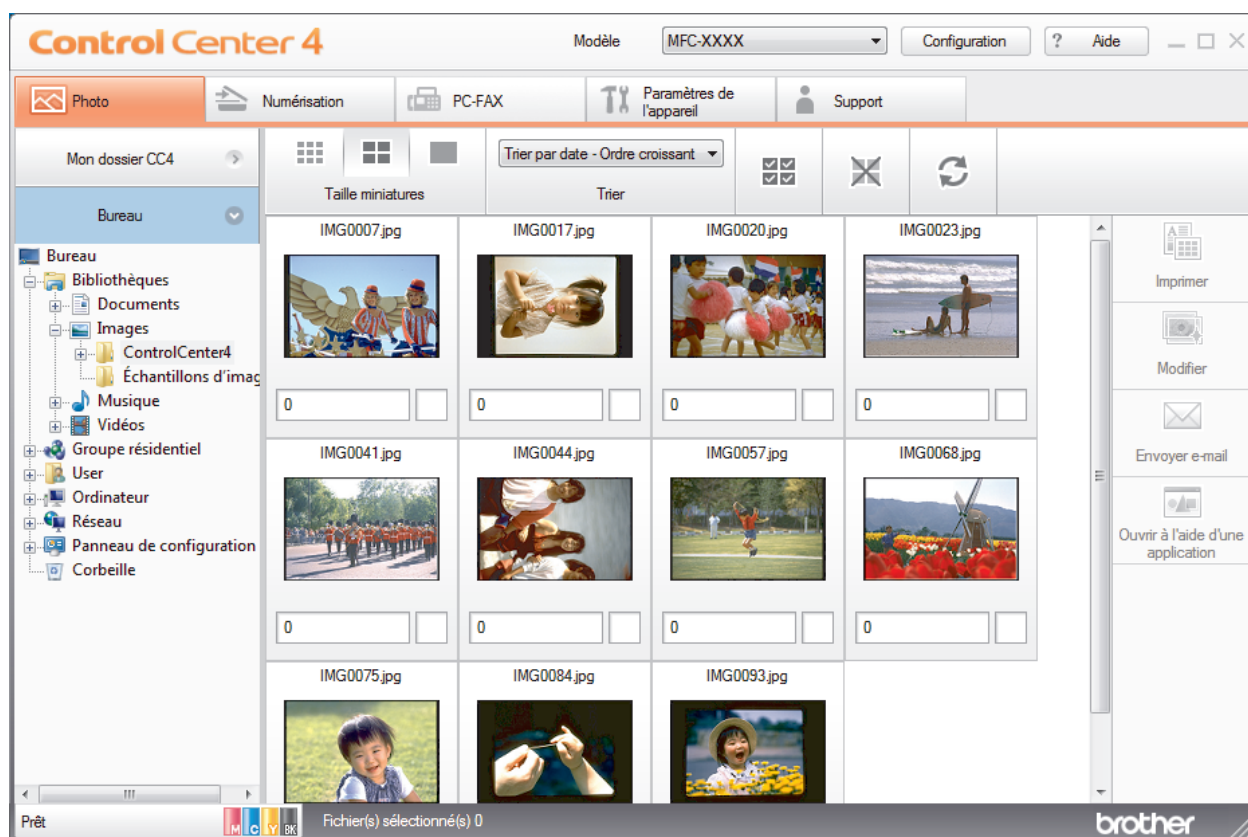 Control Center 4
Modèle
MFC-XXXX
Configuration
? Aide
Photo
Numérisation
PC-FAX
Paramètres de
l'appareil
Support
Mon dossier CC4
Taille miniatures
Trier par date - Ordre croissant
Trier
Bureau
Bureau
Bibliothèques
Documents
Images
ControlCenter4
Échantillons d'imag
Musique
Vidéos
Groupe résidentiel
User
Ordinateur
Réseau
Panneau de configuration
Corbeille
IMG0007.jpg
IMG0017.jpg
IMG0020.jpg
IMG0023.jpg
0
0
0
0
IMG0041.jpg
IMG0044.jpg
IMG0057.jpg
IMG0068.jpg
0
0
0
0
IMG0075.jpg
IMG0084.jpg
IMG0093.jpg
Imprimer
Modifier
Envoyer e-mail
Ouvrir à l'aide d'une
application
Prêt
M C Y BK
Fichier(s) sélectionné(s) 0
brother